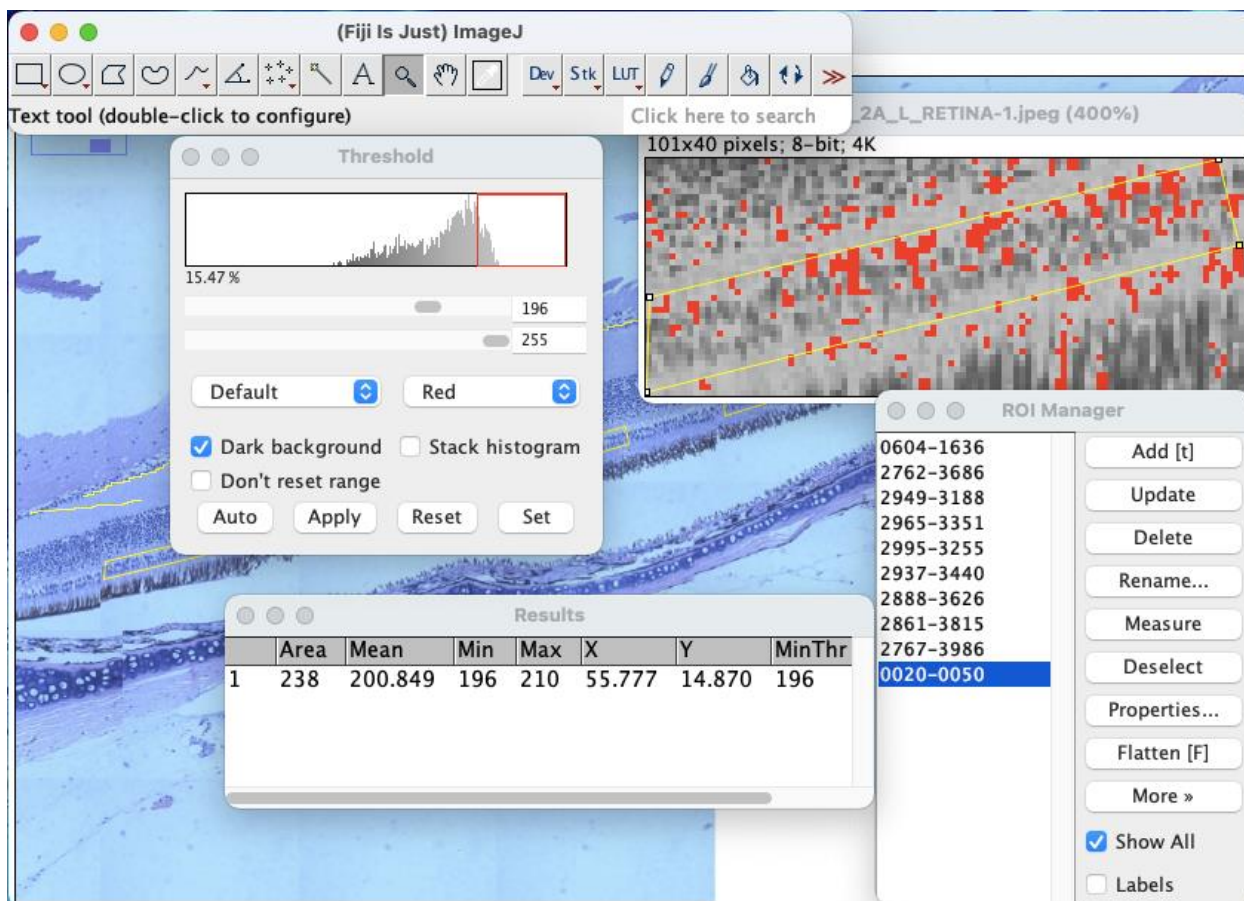 (Fiji Is Just) ImageJ
A Dev Stk LUT >>
Text tool (double-click to configure) Click here to search
_2A_L_RETINA-1.jpeg (400%)
101x40 pixels; 8-bit; 4K
Threshold
15.47 %
196
255
Default Red
Dark background Stack histogram
Don't reset range
Auto Apply Reset Set
Results
Area Mean Min Max X Y MinThr
1 238 200.849 196 210 55.777 14.870 196
ROI Manager
0604-1636
2762-3686
2949-3188
2965-3351
2995-3255
2937-3440
2888-3626
2861-3815
2767-3986
0020-0050
Add [t]
Update
Delete
Rename...
Measure
Deselect
Properties...
Flatten [F]
More »
Show All
Labels